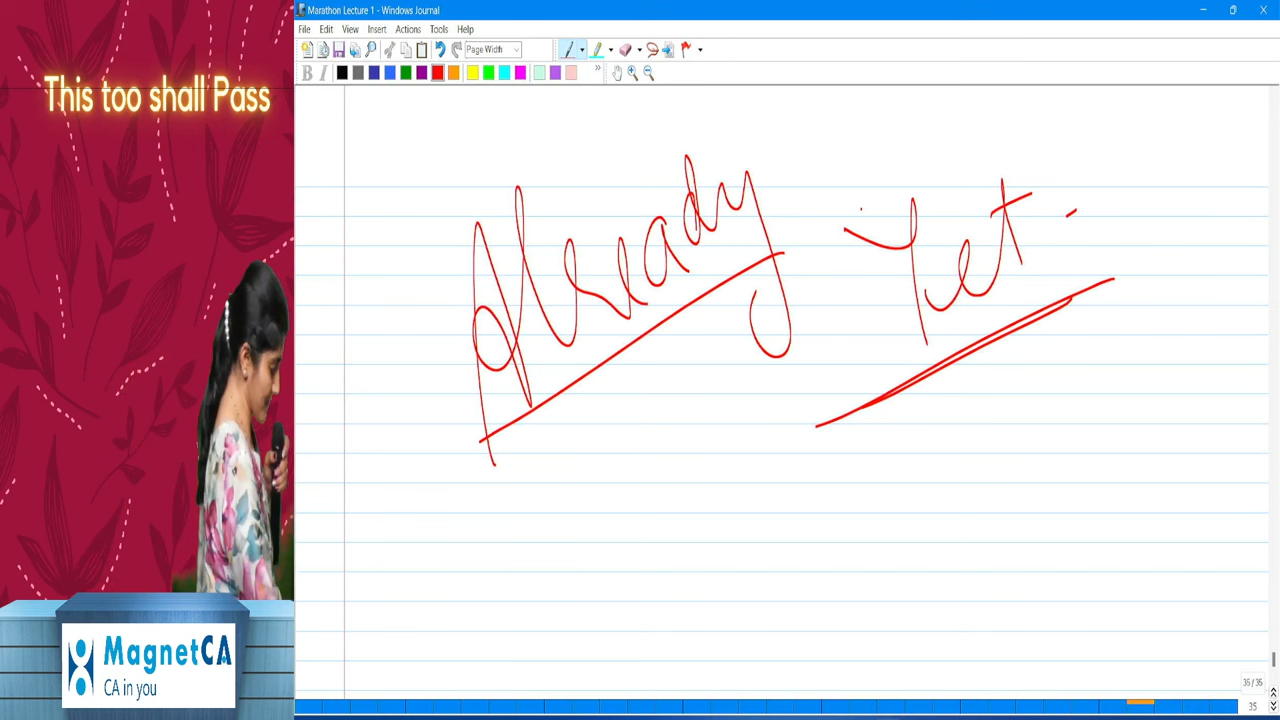 Marathon Lecture 1 - Windows Journal
File Edit View Insert Actions Tools Help
Page Width
B I
This too shall Pass
Already Yet
MagnetCA
CA in you
35 / 35
35